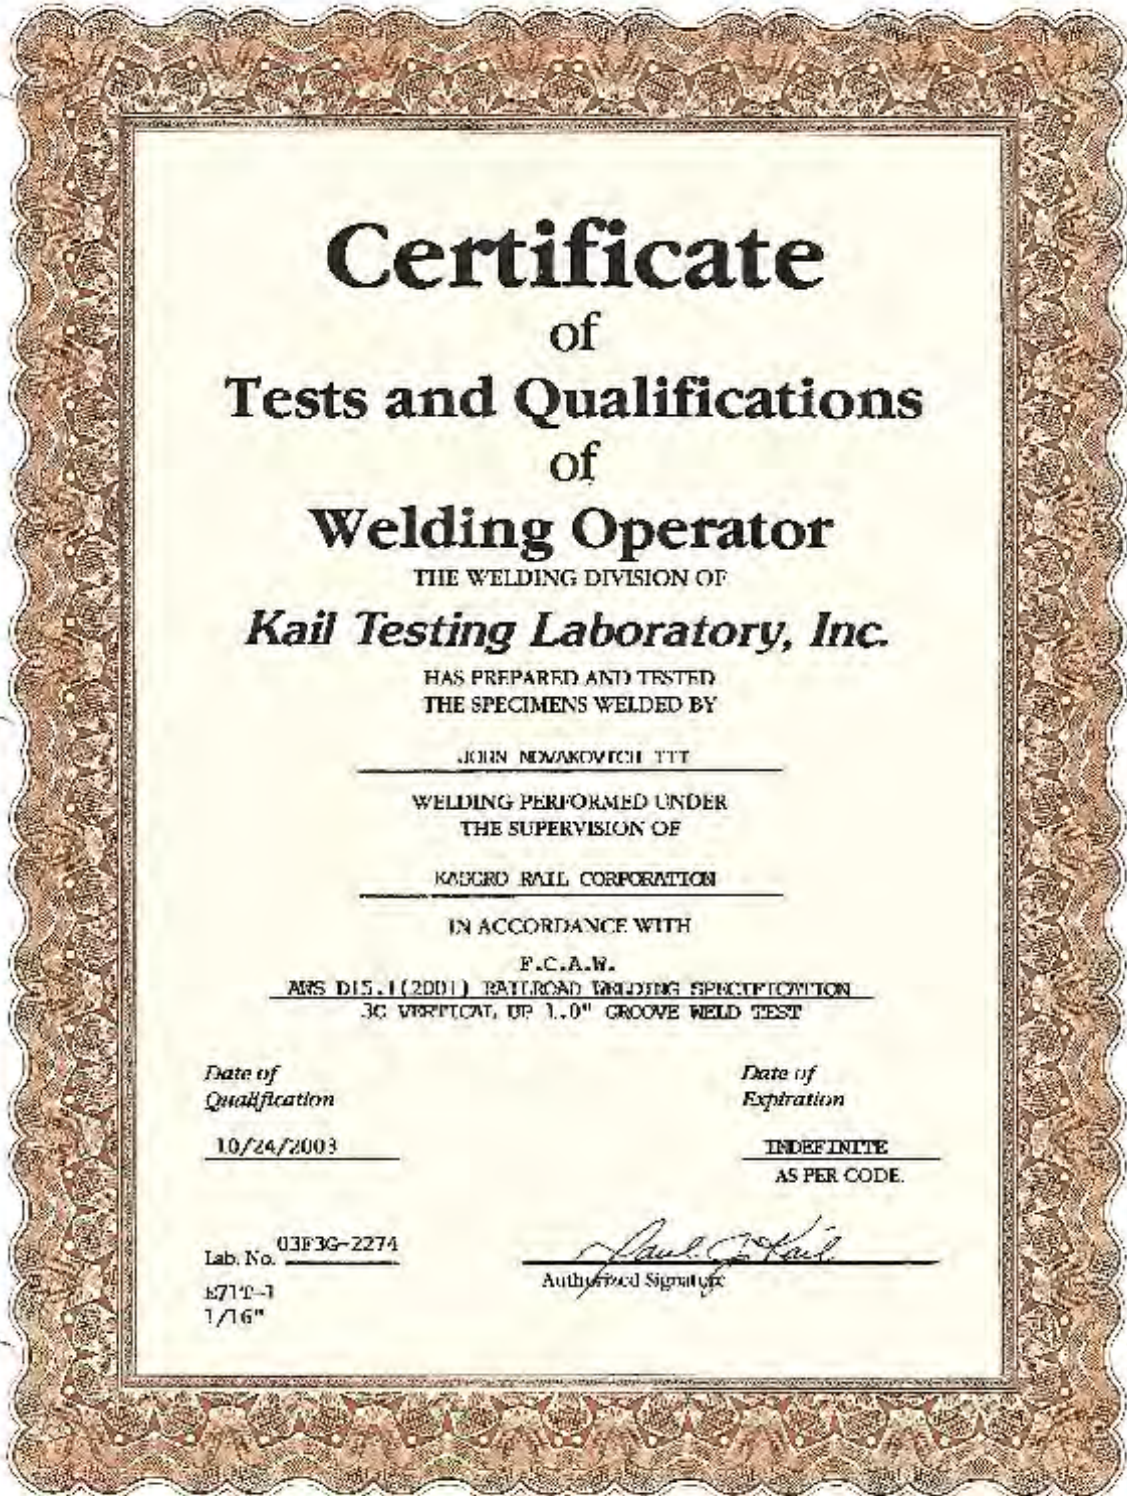 Certificate
of
Tests and Qualifications
of
Welding Operator
THE WELDING DIVISION OF
Kail Testing Laboratory, Inc.
HAS PREPARED AND TESTED
THE SPECIMENS WELDED BY
JOHN NOVAKOVICH III
WELDING PERFORMED UNDER
THE SUPERVISION OF
RAIL CORPORATION
IN ACCORDANCE WITH
F.C.A.W.
AWS D15.1(2001) RAILROAD WELDING SPECIFICATION
3G VERTICAL UP 1.0" GROOVE WELD TEST
Date of Qualification
Date of Expiration
10/24/2003
INDEFINITE
AS PER CODE.
Lab. No. 03F3G-2274
Paul Kail
Authorized Signature
E71T-1
1/16"